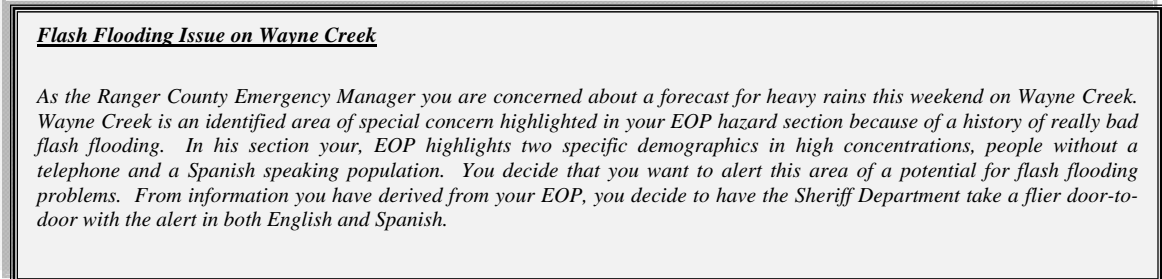 Flash Flooding Issue on Wayne Creek
As the Ranger County Emergency Manager you are concerned about a forecast for heavy rains this weekend on Wayne Creek.
Wayne Creek is an identified area of special concern highlighted in your EOP hazard section because of a history of really bad
flash flooding. In his section your, EOP highlights two specific demographics in high concentrations, people without a
telephone and a Spanish speaking population. You decide that you want to alert this area of a potential for flash flooding
problems. From information you have derived from your EOP, you decide to have the Sheriff Department take a flier door-to-
door with the alert in both English and Spanish.